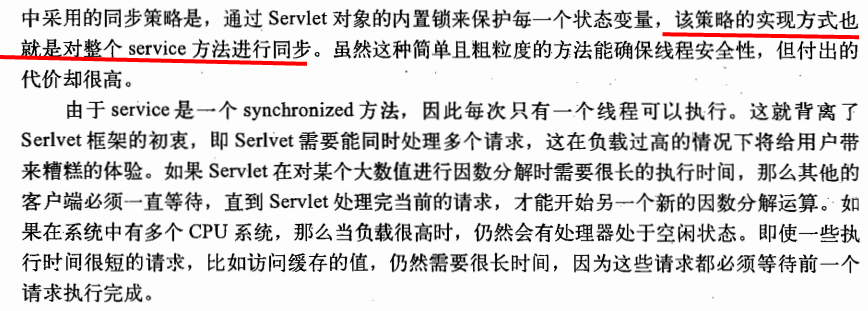 中采用的同步策略是，通过 Servlet 对象的内置锁来保护每一个状态变量，该策略的实现方式也
就是对整个 service 方法进行同步。虽然这种简单且粗粒度的方法能确保线程安全性，但付出的
代价却很高。
由于 service 是一个 synchronized 方法，因此每次只有一个线程可以执行。这就背离了
Serlvet 框架的初衷，即 Serlvet 需要能同时处理多个请求，这在负载过高的情况下将给用户带
来糟糕的体验。如果 Servlet 在对某个大数值进行因数分解时需要很长的执行时间，那么其他的
客户端必须一直等待，直到 Servlet 处理完当前的请求，才能开始另一个新的因数分解运算。如
果在系统中有多个 CPU 系统，那么当负载很高时，仍然会有处理器处于空闲状态。即使一些执
行时间很短的请求，比如访问缓存的值，仍然需要很长时间，因为这些请求都必须等待前一个
请求执行完成。